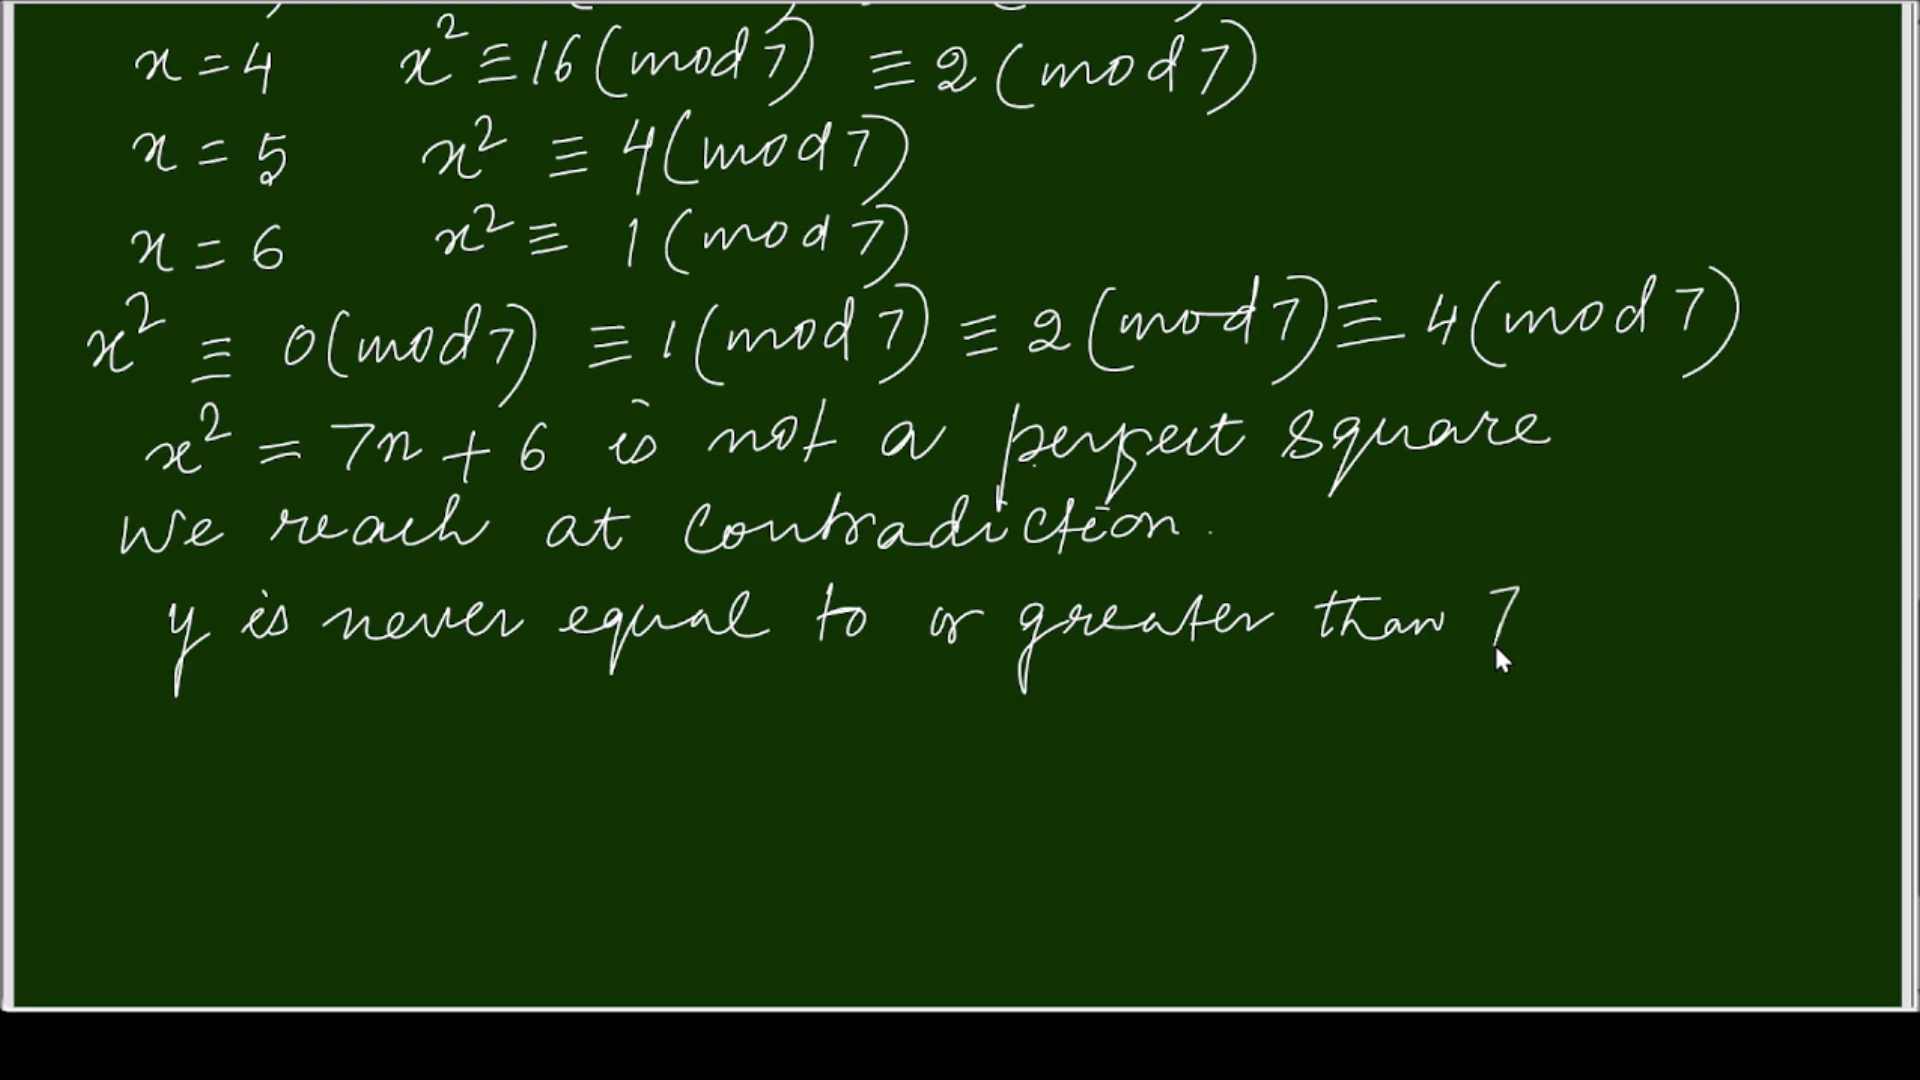 x = 4 x² ≡ 16 (mod 7) ≡ 2 (mod 7)
x = 5 x² ≡ 4 (mod 7)
x = 6 x² ≡ 1 (mod 7)
x² ≡ 0 (mod 7) ≡ 1 (mod 7) ≡ 2 (mod 7) ≡ 4 (mod 7)
x² = 7n + 6 is not a perfect square
We reach at contradiction.
y is never equal to or greater than 7